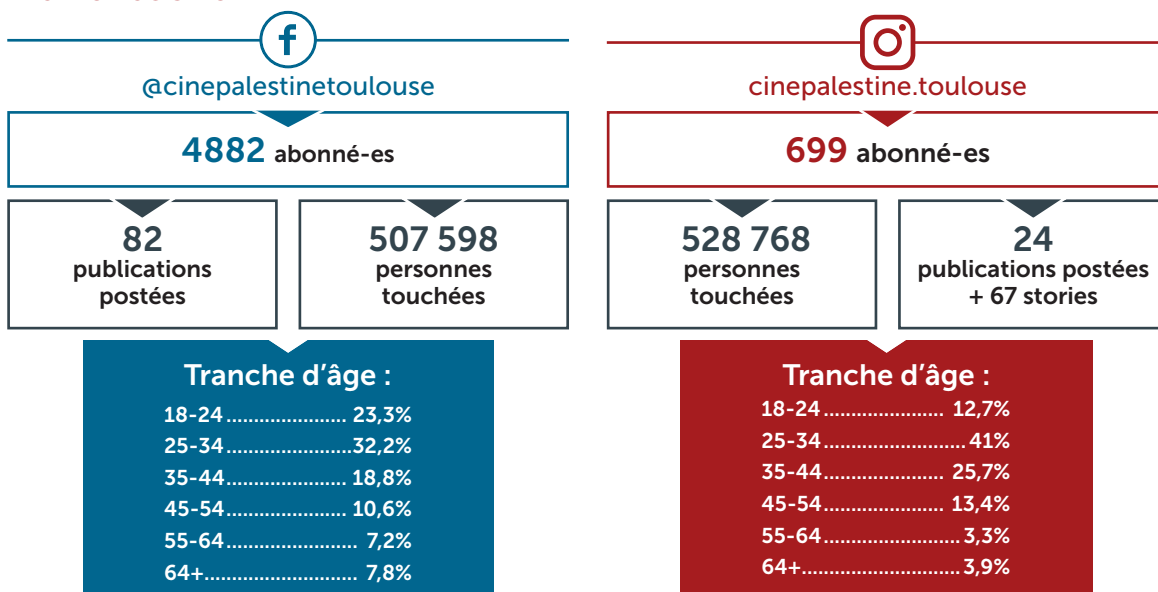 @cinepalestinetoulouse
4882 abonné-es
82
publications
postées
507 598
personnes
touchées
Tranche d'âge :
18-24 ...................... 23,3%
25-34 .......................32,2%
35-44 ...................... 18,8%
45-54 ...................... 10,6%
55-64 ........................ 7,2%
64+............................ 7,8%
cinepalestine.toulouse
699 abonné-es
528 768
personnes
touchées
24
publications postées
+ 67 stories
Tranche d'âge :
18-24 ...................... 12,7%
25-34 .......................... 41%
35-44 ...................... 25,7%
45-54 ...................... 13,4%
55-64 .........................3,3%
64+.............................3,9%